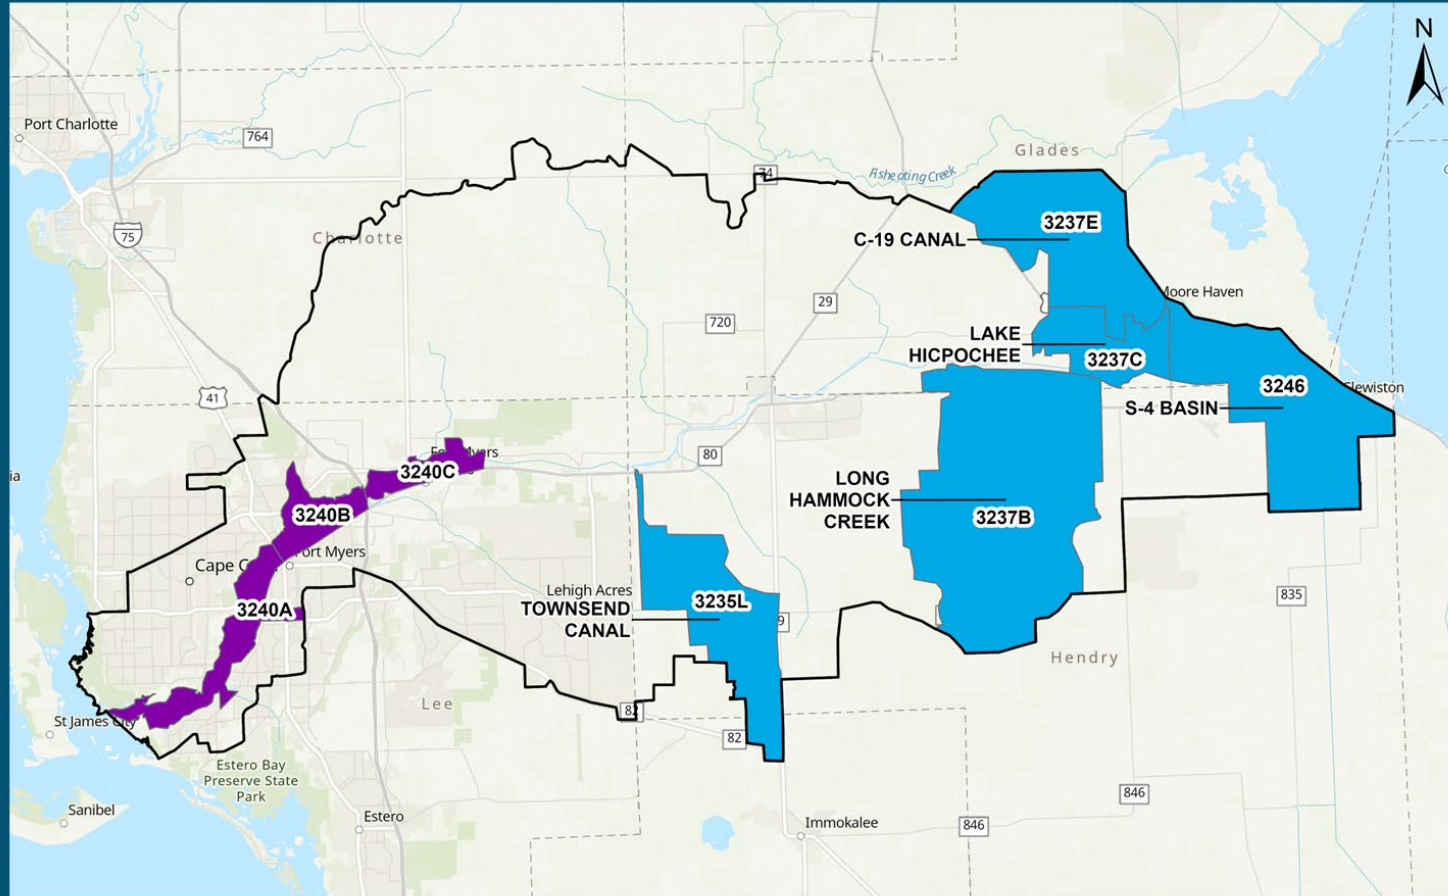 N
Port Charlotte
764
Glades
74
Fisheating Creek
75
Charlotte
3237E
C-19 CANAL
Moore Haven
29
720
LAKE
HICPOCHEE
3237C
3246
Clewiston
41
S-4 BASIN
80
3240C
LONG
HAMMOCK
CREEK
3237B
3240B
Fort Myers
Cape
Lehigh Acres
3235L
835
3240A
TOWNSEND
CANAL
9
Hendry
Lee
82
St James City
82
Estero Bay
Preserve State
Park
846
Sanibel
Estero
Immokalee
846